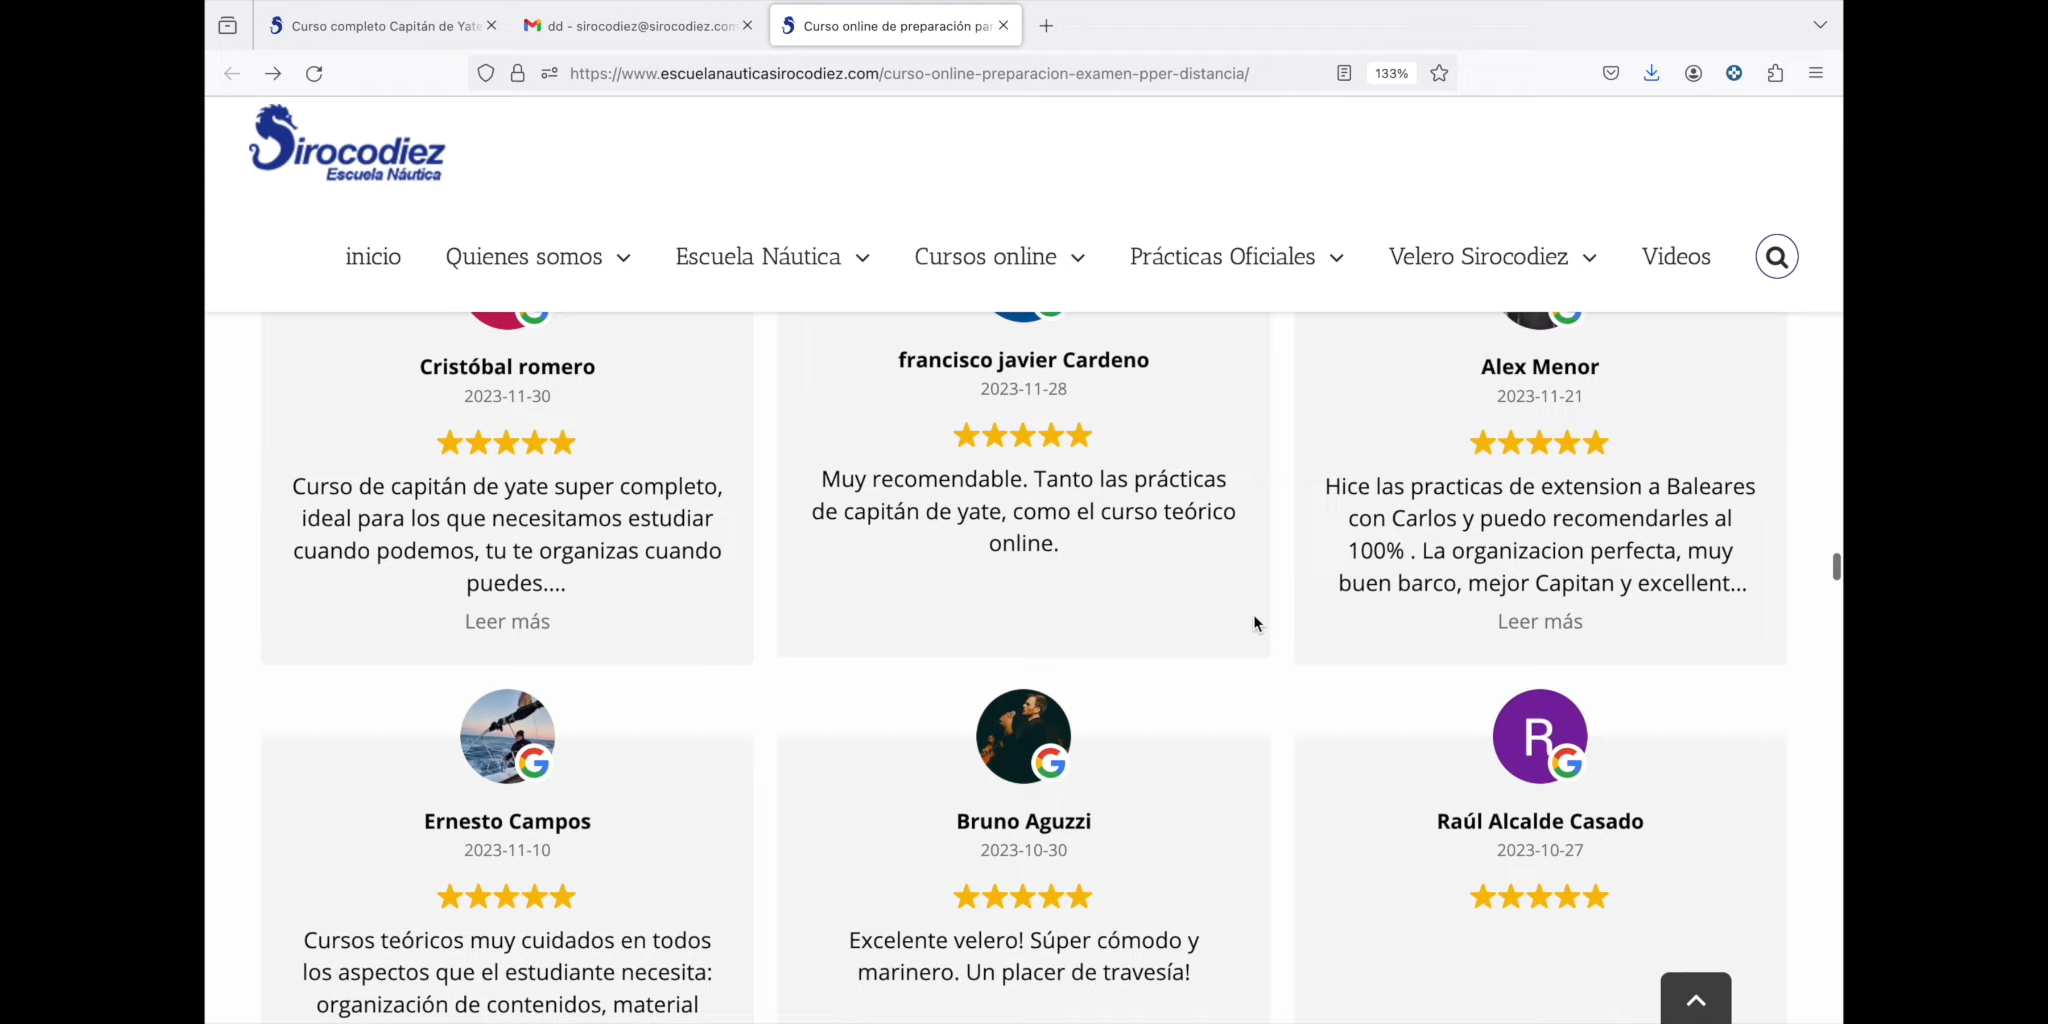 Curso completo Capitán de Yate
dd - sirocodiez@sirocodiez.com
Curso online de preparación par
https://www.escuelanauticasirocodiez.com/curso-online-preparacion-examen-pper-distancia/
133%
Sirocodiez
Escuela Náutica
inicio
Quienes somos
Escuela Náutica
Cursos online
Prácticas Oficiales
Velero Sirocodiez
Videos
Cristóbal romero
2023-11-30
Curso de capitán de yate super completo,
ideal para los que necesitamos estudiar
cuando podemos, tu te organizas cuando
puedes....
Leer más
francisco javier Cardeno
2023-11-28
Muy recomendable. Tanto las prácticas
de capitán de yate, como el curso teórico
online.
Alex Menor
2023-11-21
Hice las practicas de extension a Baleares
con Carlos y puedo recomendarles al
100% . La organizacion perfecta, muy
buen barco, mejor Capitan y excellent...
Leer más
Ernesto Campos
2023-11-10
Cursos teóricos muy cuidados en todos
los aspectos que el estudiante necesita:
organización de contenidos, material
Bruno Aguzzi
2023-10-30
Excelente velero! Súper cómodo y
marinero. Un placer de travesía!
R
Raúl Alcalde Casado
2023-10-27